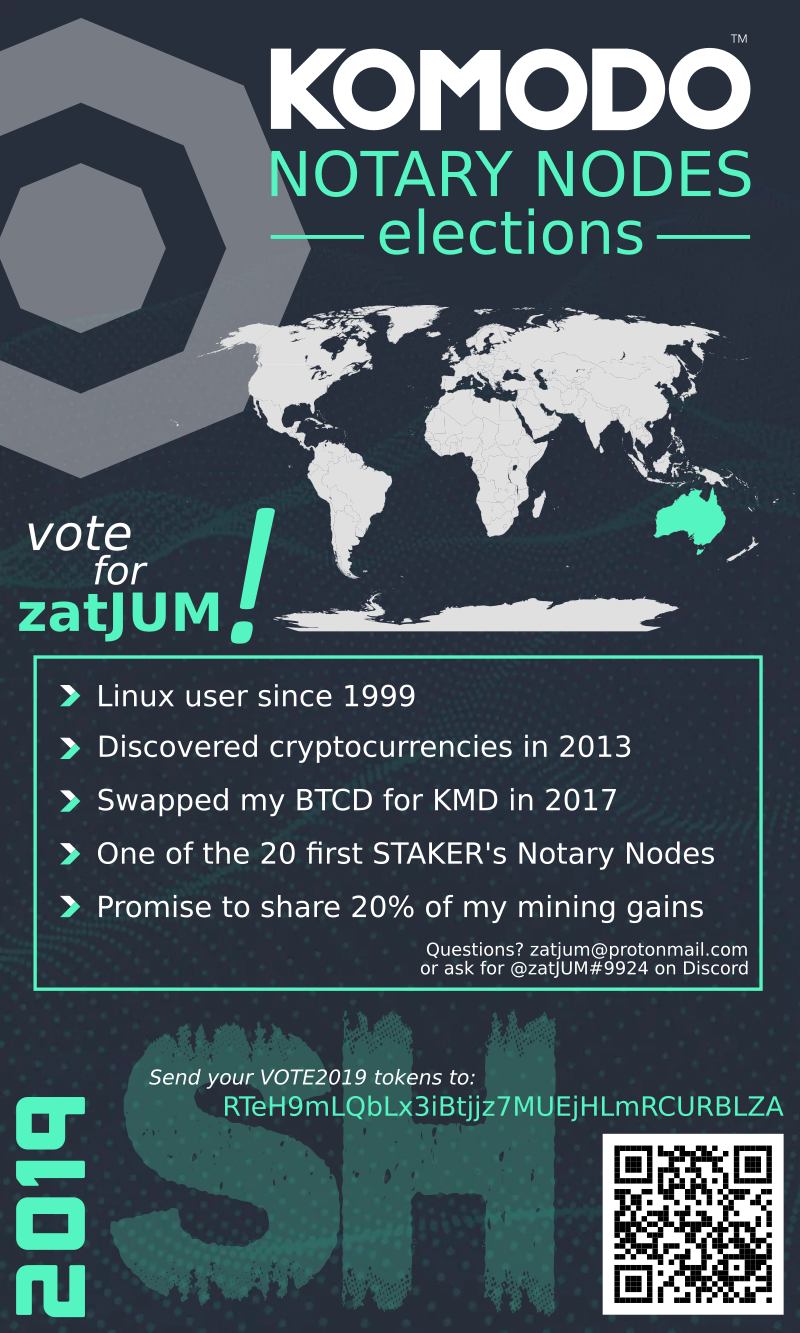 KOMODO™
NOTARY NODES
elections
vote
for
zatJUM!
Linux user since 1999
Discovered cryptocurrencies in 2013
Swapped my BTCD for KMD in 2017
One of the 20 first STAKER's Notary Nodes
Promise to share 20% of my mining gains
Questions? zatjum@protonmail.com
or ask for @zatJUM#9924 on Discord
SH
Send your VOTE2019 tokens to:
RTeH9mLQbLx3iBtjjz7MUEjHLmRCURBLZA
2019